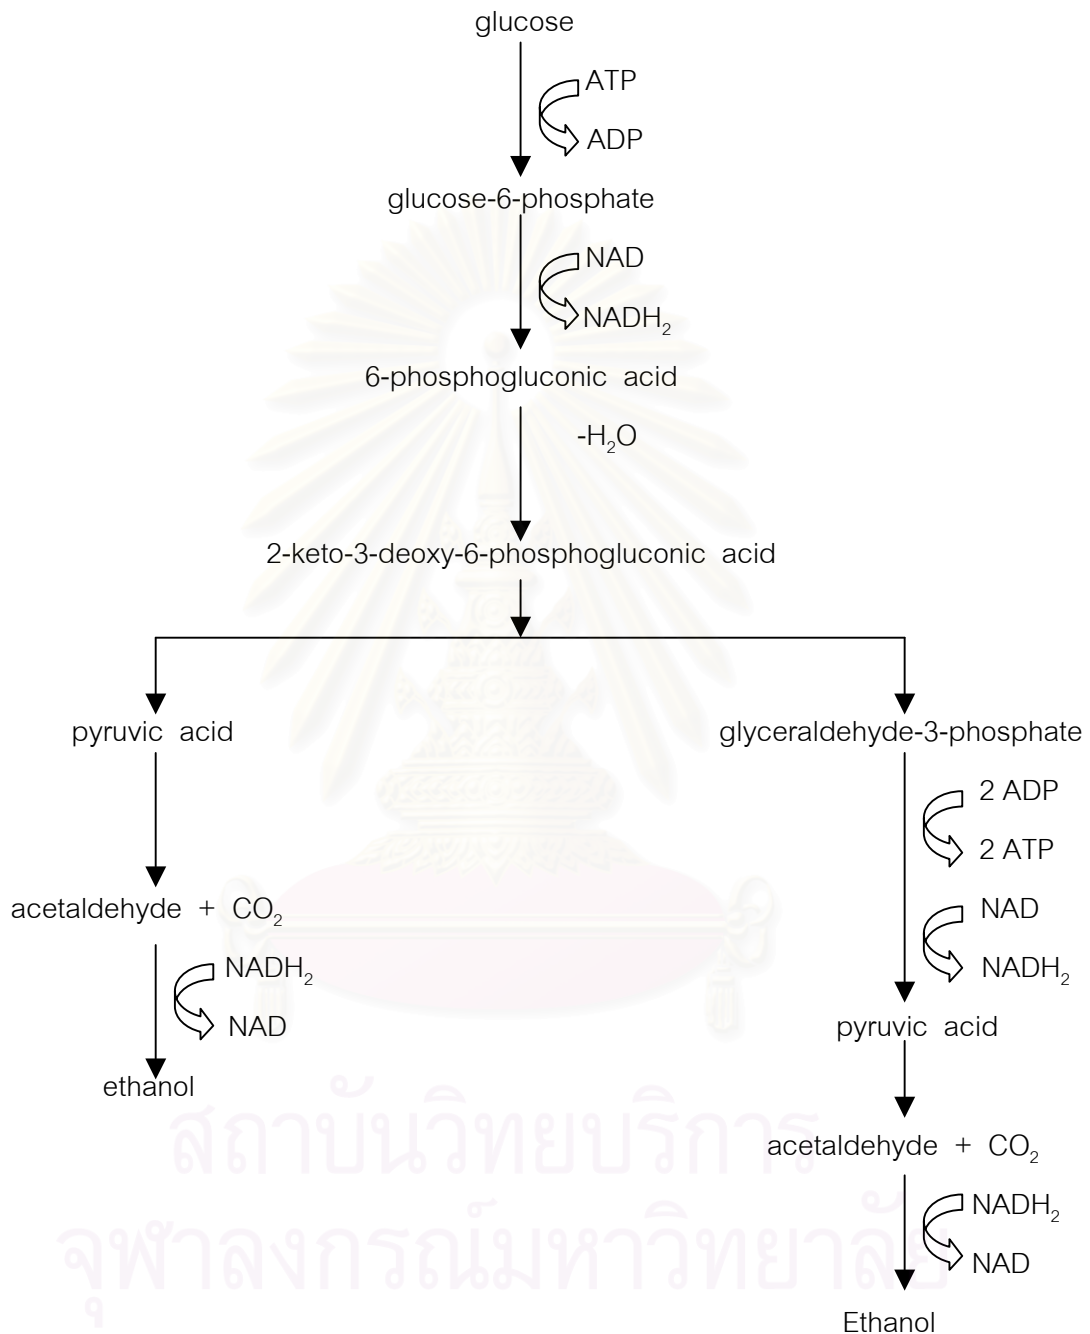 glucose
ATP
ADP
glucose-6-phosphate
NAD
NADH₂
6-phosphogluconic acid
-H₂O
2-keto-3-deoxy-6-phosphogluconic acid
pyruvic acid
glyceraldehyde-3-phosphate
2 ADP
2 ATP
acetaldehyde + CO₂
NAD
NADH₂
NADH₂
NAD
pyruvic acid
ethanol
acetaldehyde + CO₂
NADH₂
NAD
Ethanol
สถาบันวิทยบริการ
จุฬาลงกรณ์มหาวิทยาลัย